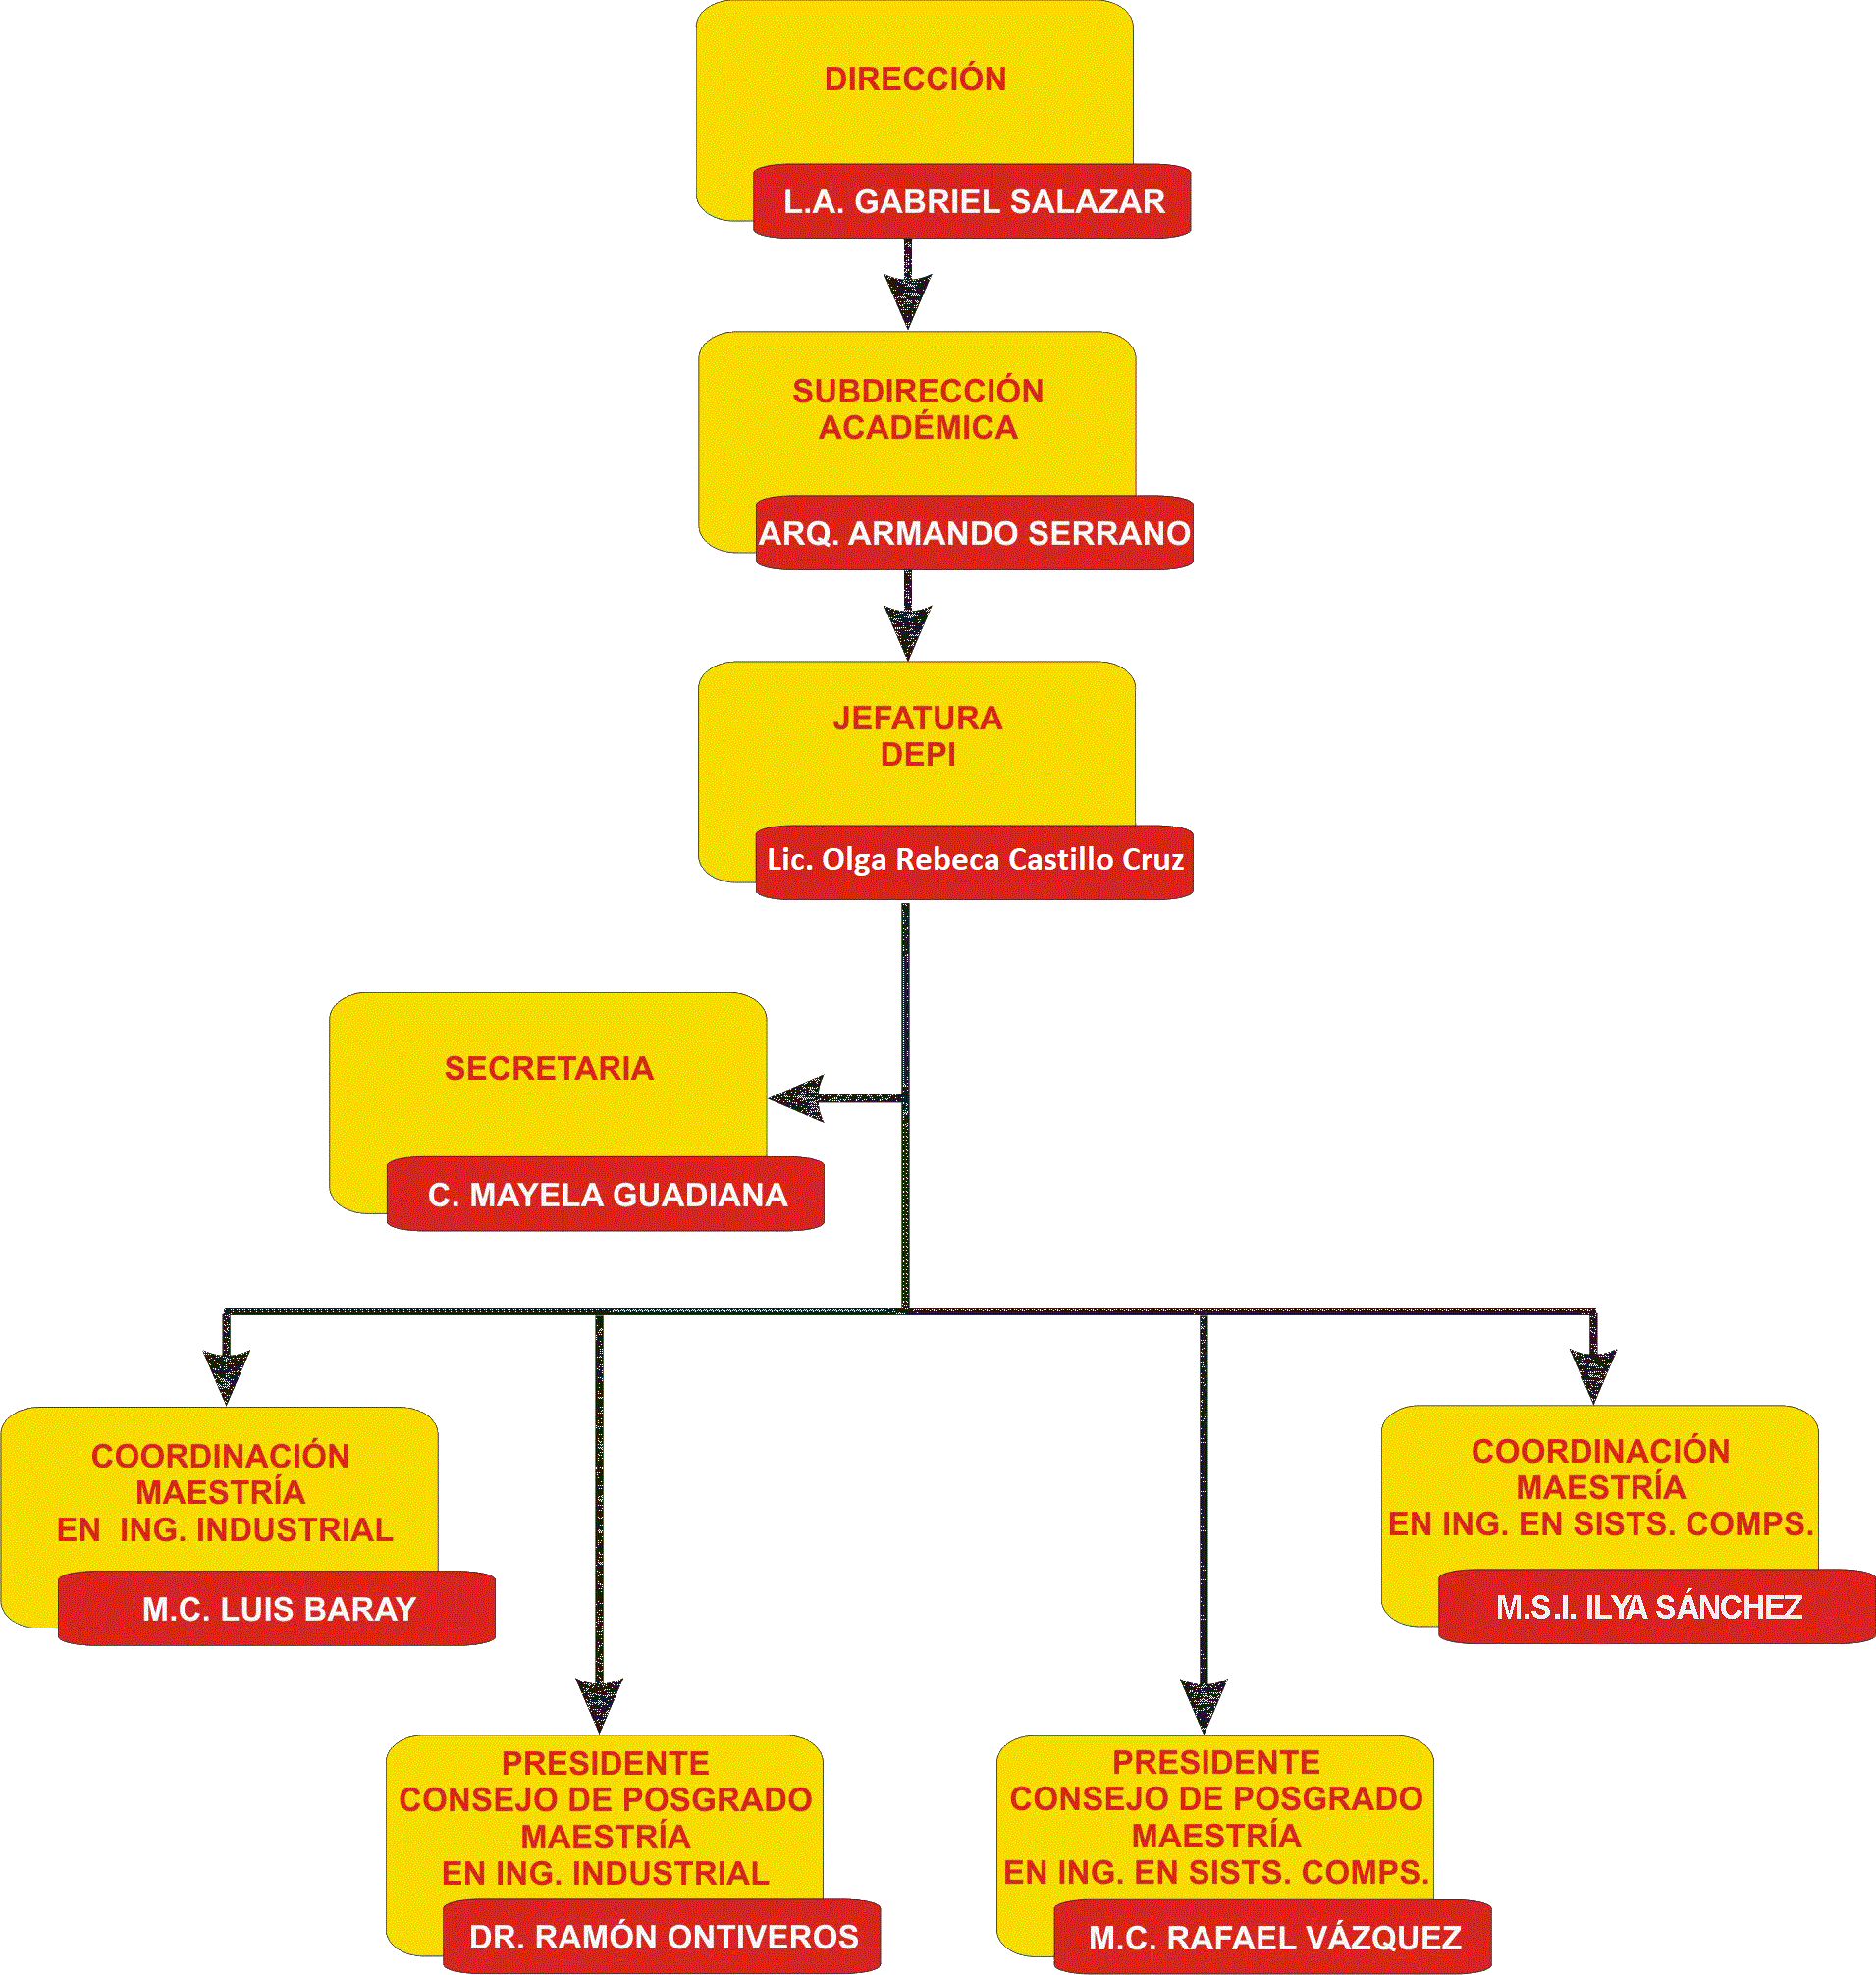 DIRECCIÓN
L.A. GABRIEL SALAZAR
SUBDIRECCIÓN
ACADÉMICA
ARQ. ARMANDO SERRANO
JEFATURA
DEPI
Lic. Olga Rebeca Castillo Cruz
SECRETARIA
C. MAYELA GUADIANA
COORDINACIÓN
MAESTRÍA
EN ING. INDUSTRIAL
M.C. LUIS BARAY
COORDINACIÓN
MAESTRÍA
EN ING. EN SISTS. COMPS.
M.S.I. ILYA SÁNCHEZ
PRESIDENTE
CONSEJO DE POSGRADO
MAESTRÍA
EN ING. INDUSTRIAL
DR. RAMÓN ONTIVEROS
PRESIDENTE
CONSEJO DE POSGRADO
MAESTRÍA
EN ING. EN SISTS. COMPS.
M.C. RAFAEL VÁZQUEZ